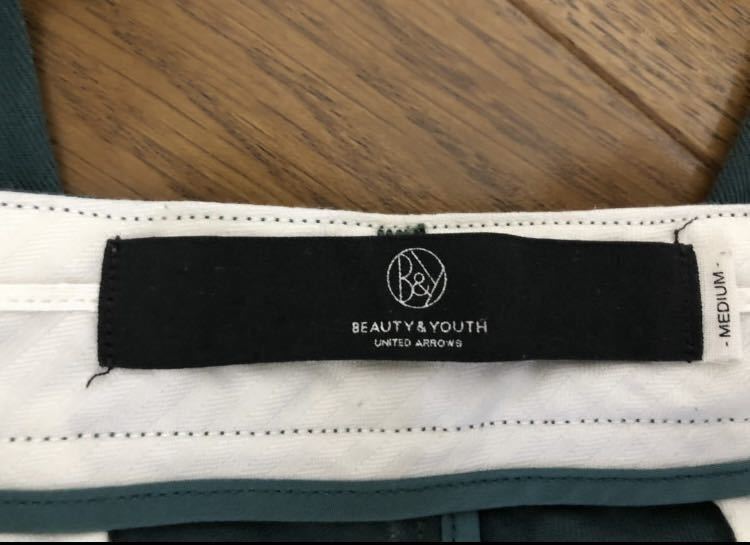 B&Y
BEAUTY & YOUTH
UNITED ARROWS
- MEDIUM -